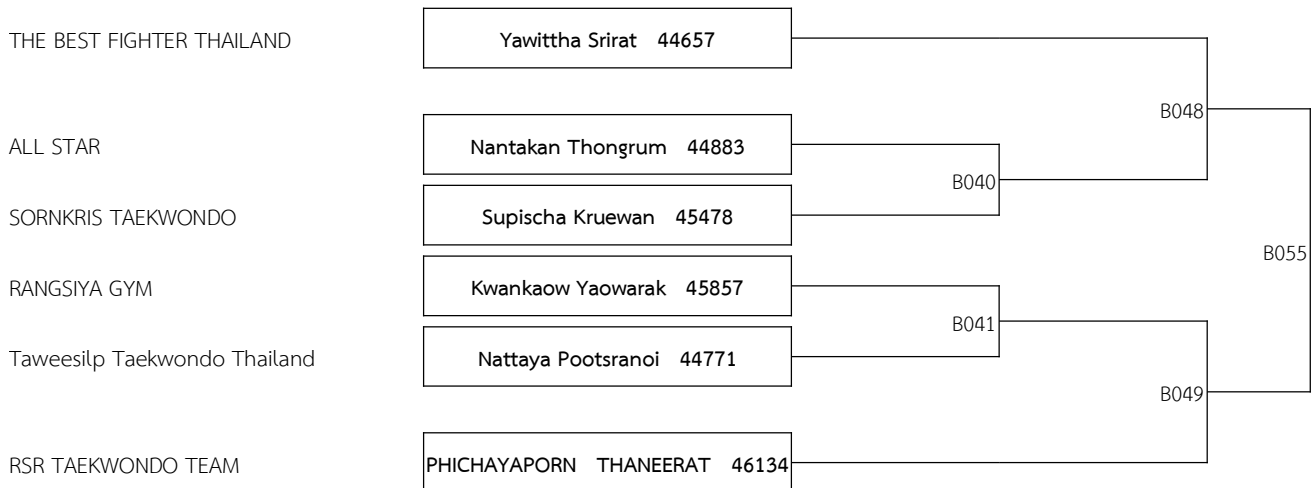 THE BEST FIGHTER THAILAND Yawittha Srirat 44657
B048
ALL STAR Nantakan Thongrum 44883
B040
SORNKRIS TAEKWONDO Supischa Kruewan 45478
B055
RANGSIYA GYM Kwankaow Yaowarak 45857
B041
Taweesilp Taekwondo Thailand Nattaya Pootsranoi 44771
B049
RSR TAEKWONDO TEAM PHICHAYAPORN THANEERAT 46134